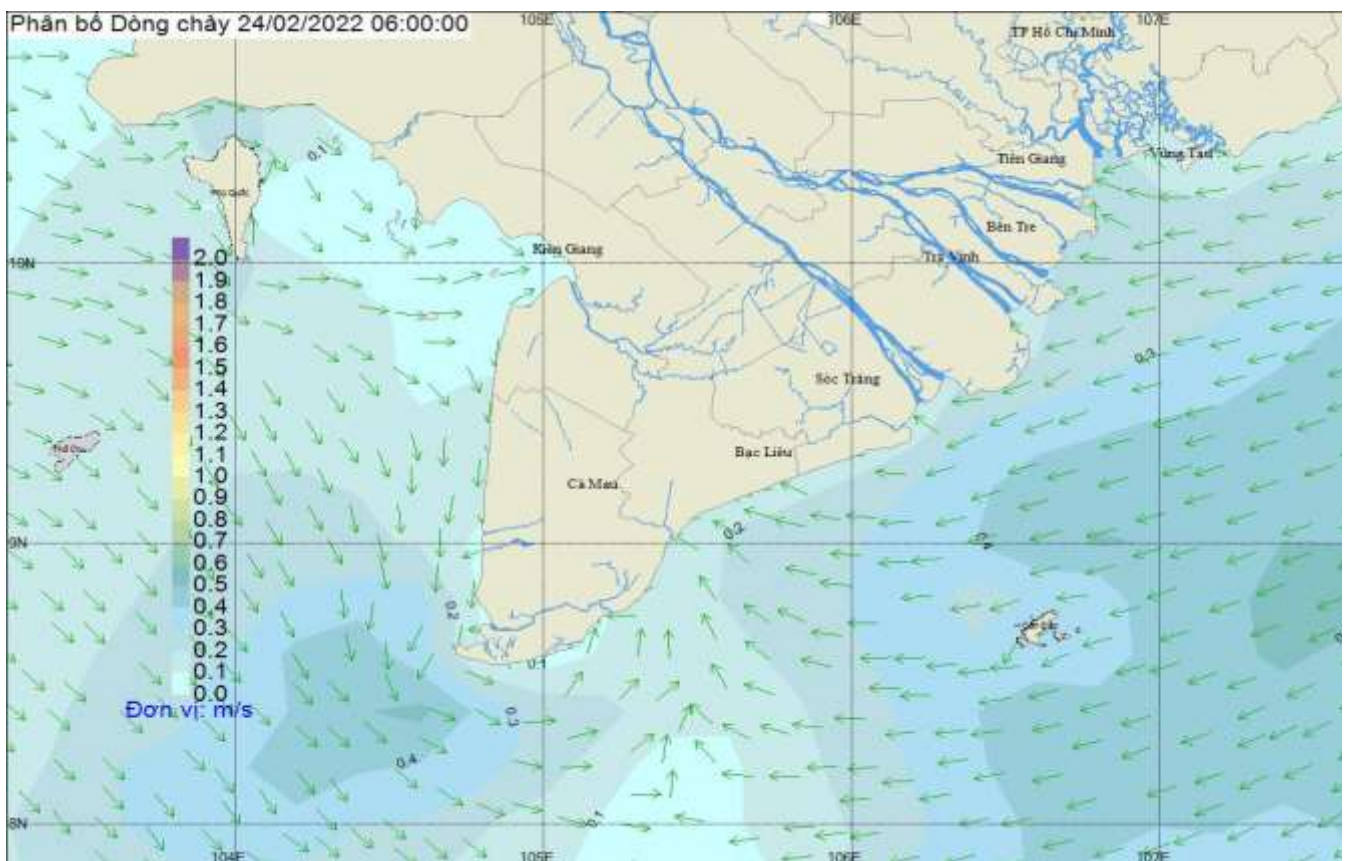 Phân bổ Dòng chảy 24/02/2022 06:00:00
105E
106E
107E
TP Hồ Chí Minh
0.1
Tiền Giang
Vũng Tàu
Bến Tre
Kiên Giang
Trà Vinh
10N
2.0
1.9
1.8
1.7
1.6
1.5
1.4
1.3
1.2
1.1
1.0
0.9
0.8
0.7
0.6
0.5
0.4
0.3
0.2
0.1
0.0
Đơn vị: m/s
0.3
Sóc Trăng
Bạc Liêu
Cà Mau
0.2
0.4
9N
0.2
0.1
0.3
0.4
0.1
8N
104E
105E
106E
107E